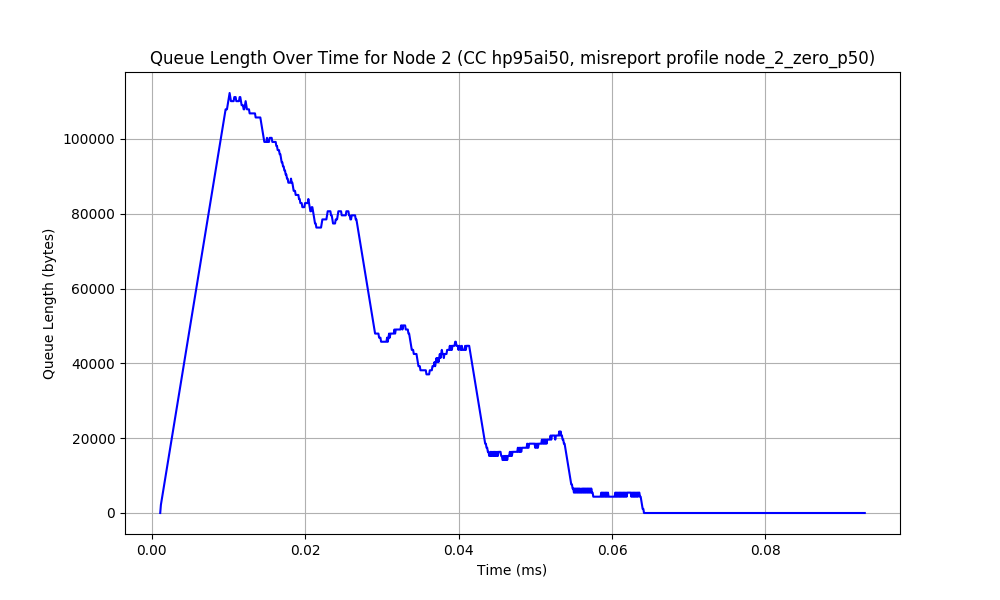 Queue Length Over Time for Node 2 (CC hp95ai50, misreport profile node_2_zero_p50)
Queue Length (bytes)
100000
80000
60000
40000
20000
0
0.00 0.02 0.04 0.06 0.08
Time (ms)